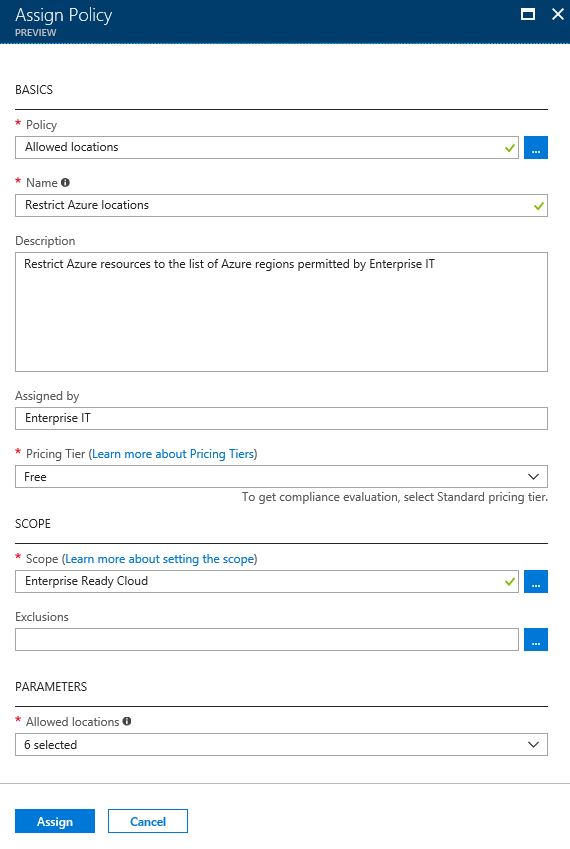 Assign Policy
PREVIEW
BASICS
* Policy
Allowed locations
...
* Name
Restrict Azure locations
Description
Restrict Azure resources to the list of Azure regions permitted by Enterprise IT
Assigned by
Enterprise IT
* Pricing Tier (Learn more about Pricing Tiers)
Free
To get compliance evaluation, select Standard pricing tier.
SCOPE
* Scope (Learn more about setting the scope)
Enterprise Ready Cloud
...
Exclusions
...
PARAMETERS
* Allowed locations
6 selected
Assign Cancel